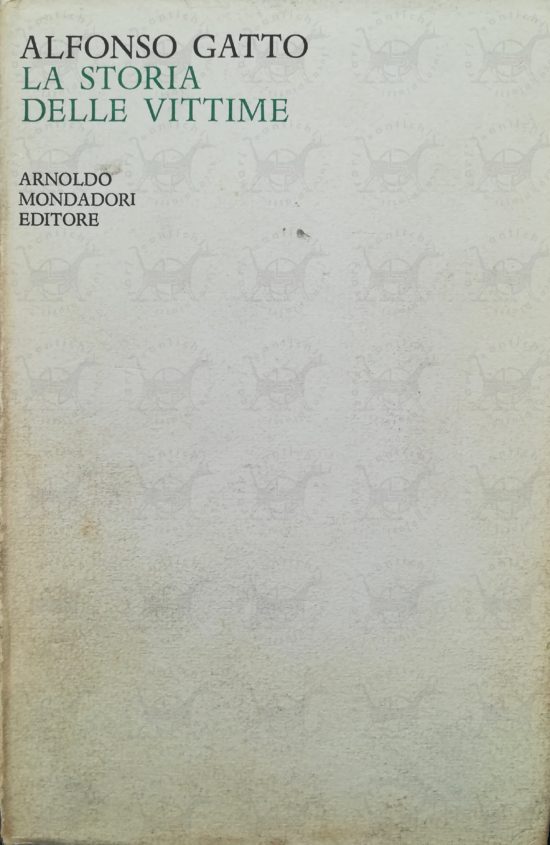 ALFONSO GATTO
LA STORIA
DELLE VITTIME
ARNOLDO
MONDADORI
EDITORE